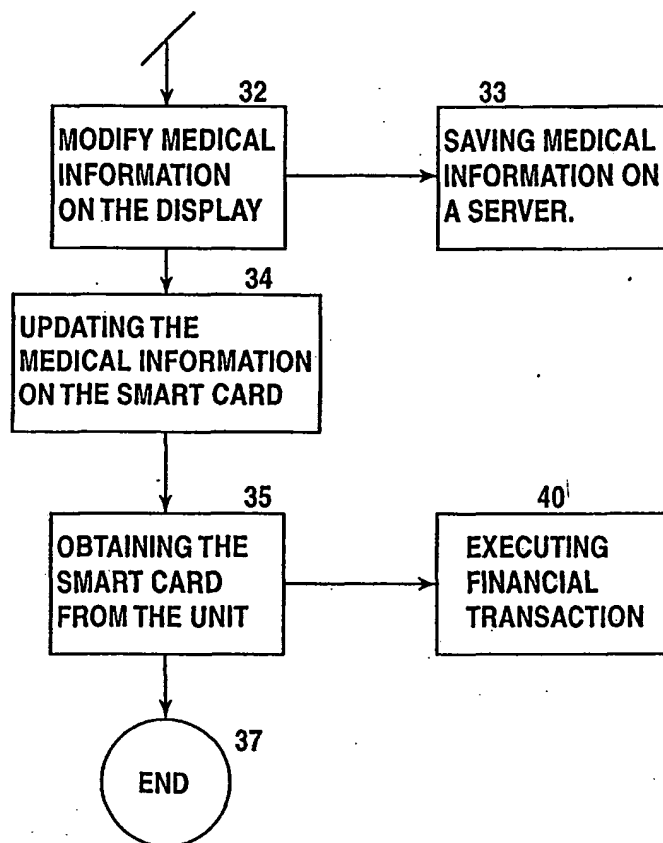 32
MODIFY MEDICAL
INFORMATION
ON THE DISPLAY
33
SAVING MEDICAL
INFORMATION ON
A SERVER.
34
UPDATING THE
MEDICAL INFORMATION
ON THE SMART CARD
35
OBTAINING THE
SMART CARD
FROM THE UNIT
40
EXECUTING
FINANCIAL
TRANSACTION
37
END